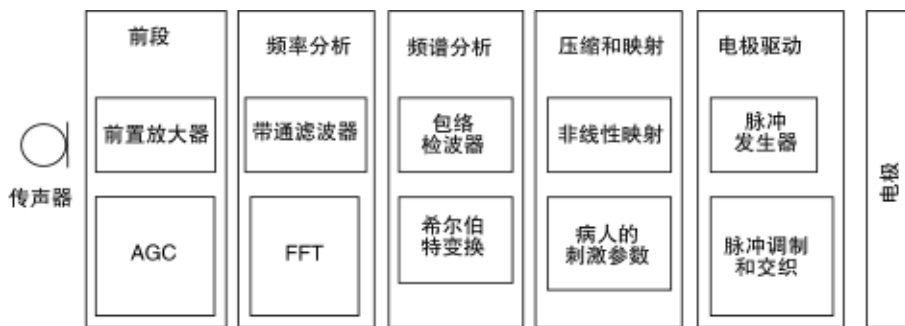 前段
频率分析
频谱分析
压缩和映射
电极驱动
前置放大器
带通滤波器
包络
检波器
非线性映射
脉冲
发生器
传声器
电极
AGC
FFT
希尔伯
特变换
病人的
刺激参数
脉冲调制
和交织